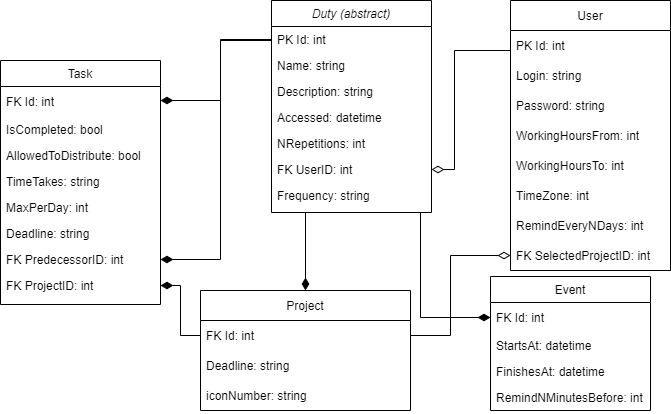 Duty (abstract)
PK Id: int
Name: string
Description: string
Accessed: datetime
NRepetitions: int
FK UserID: int
Frequency: string
User
PK Id: int
Login: string
Password: string
WorkingHoursFrom: int
WorkingHoursTo: int
TimeZone: int
RemindEveryNDays: int
FK SelectedProjectID: int
Task
FK Id: int
IsCompleted: bool
AllowedToDistribute: bool
TimeTakes: string
MaxPerDay: int
Deadline: string
FK PredecessorID: int
FK ProjectID: int
Project
FK Id: int
Deadline: string
iconNumber: string
Event
FK Id: int
StartsAt: datetime
FinishesAt: datetime
RemindNMinutesBefore: int